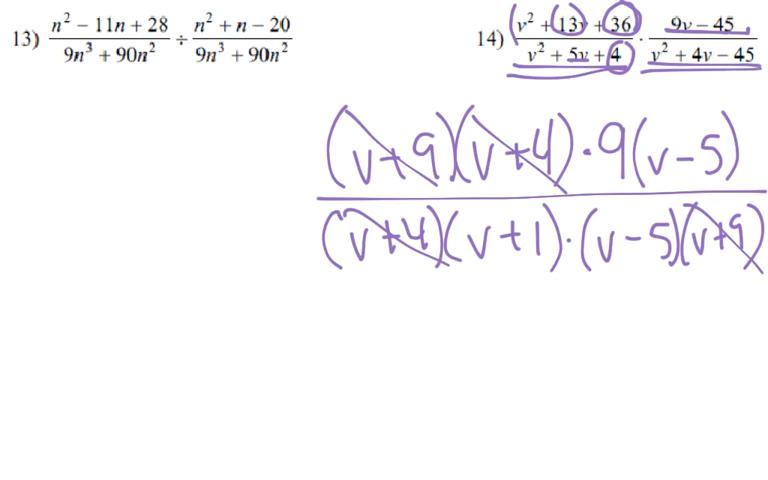 13) (n² − 11n + 28)/(9n³ + 90n²) ÷ (n² + n − 20)/(9n³ + 90n²)
14) (v² + 13v + 36)/(v² + 5v + 4) · (9v − 45)/(v² + 4v − 45)
(v+9)(v+4)·9(v−5)
(v+4)(v+1)·(v−5)(v+9)